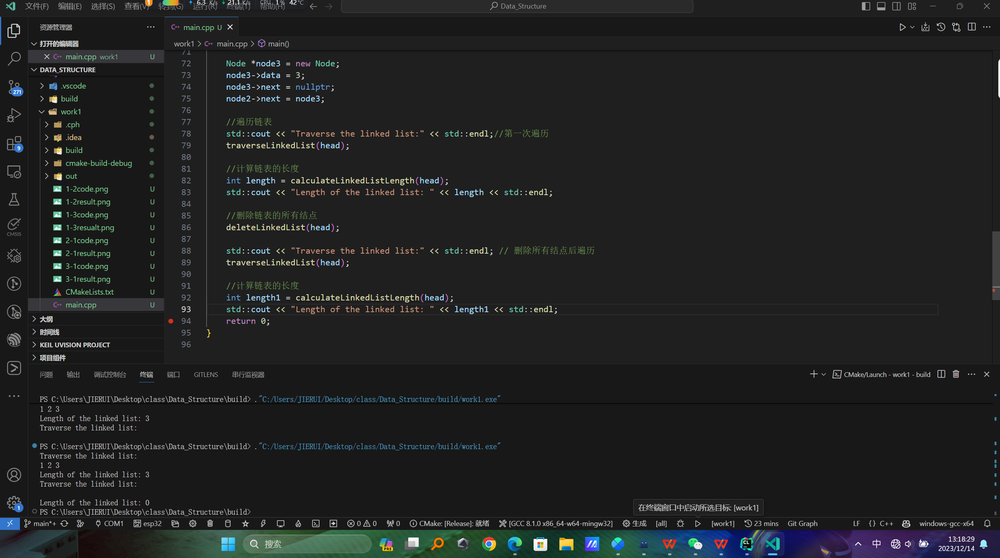 文件(F) 编辑(E) 选择(S) 查看(V) 转到(G) 运行(R) 终端(T) 帮助(H)
1 6.3 K/s 21.1 K/s CPU 1% 42°C
Data_Structure
资源管理器
打开的编辑器
main.cpp work1 U
DATA_STRUCTURE
.vscode
build
work1
.cph
.idea
build
cmake-build-debug
out
1-2code.png U
1-2result.png U
1-3code.png U
1-3resualt.png U
2-1code.png U
2-1result.png U
3-1code.png U
3-1result.png U
CMakeLists.txt U
main.cpp U
大纲
时间线
KEIL UVISION PROJECT
项目组件
271
9
CMSIS
1
main.cpp U
work1 > main.cpp > main()
71
72 Node *node3 = new Node;
73 node3->data = 3;
74 node3->next = nullptr;
75 node2->next = node3;
76
77 //遍历链表
78 std::cout << "Traverse the linked list:" << std::endl;//第一次遍历
79 traverseLinkedList(head);
80
81 //计算链表的长度
82 int length = calculateLinkedListLength(head);
83 std::cout << "Length of the linked list: " << length << std::endl;
84
85 //删除链表的所有结点
86 deleteLinkedList(head);
87
88 std::cout << "Traverse the linked list:" << std::endl; // 删除所有结点后遍历
89 traverseLinkedList(head);
90
91 //计算链表的长度
92 int length1 = calculateLinkedListLength(head);
93 std::cout << "Length of the linked list: " << length1 << std::endl;
94 return 0;
95 }
96
问题 输出 调试控制台 终端 端口 GITLENS 串行监视器
CMake/Launch - work1 - build
PS C:\Users\JIERUI\Desktop\class\Data_Structure\build> ."C:/Users/JIERUI/Desktop/class/Data_Structure/build/work1.exe"
1 2 3
Length of the linked list: 3
Traverse the linked list:
PS C:\Users\JIERUI\Desktop\class\Data_Structure\build> ."C:/Users/JIERUI/Desktop/class/Data_Structure/build/work1.exe"
Traverse the linked list:
1 2 3
Length of the linked list: 3
Traverse the linked list:
Length of the linked list: 0
PS C:\Users\JIERUI\Desktop\class\Data_Structure\build>
在终端窗口中启动所选目标: [work1]
main*+ COM1 esp32 0 0 0 CMake: [Release]: 就绪 [GCC 8.1.0 x86_64-w64-mingw32] 生成 [all] [work1] 23 mins Git Graph LF {} C++ windows-gcc-x64
搜索
PRE
CL
中
13:18:29
2023/12/14